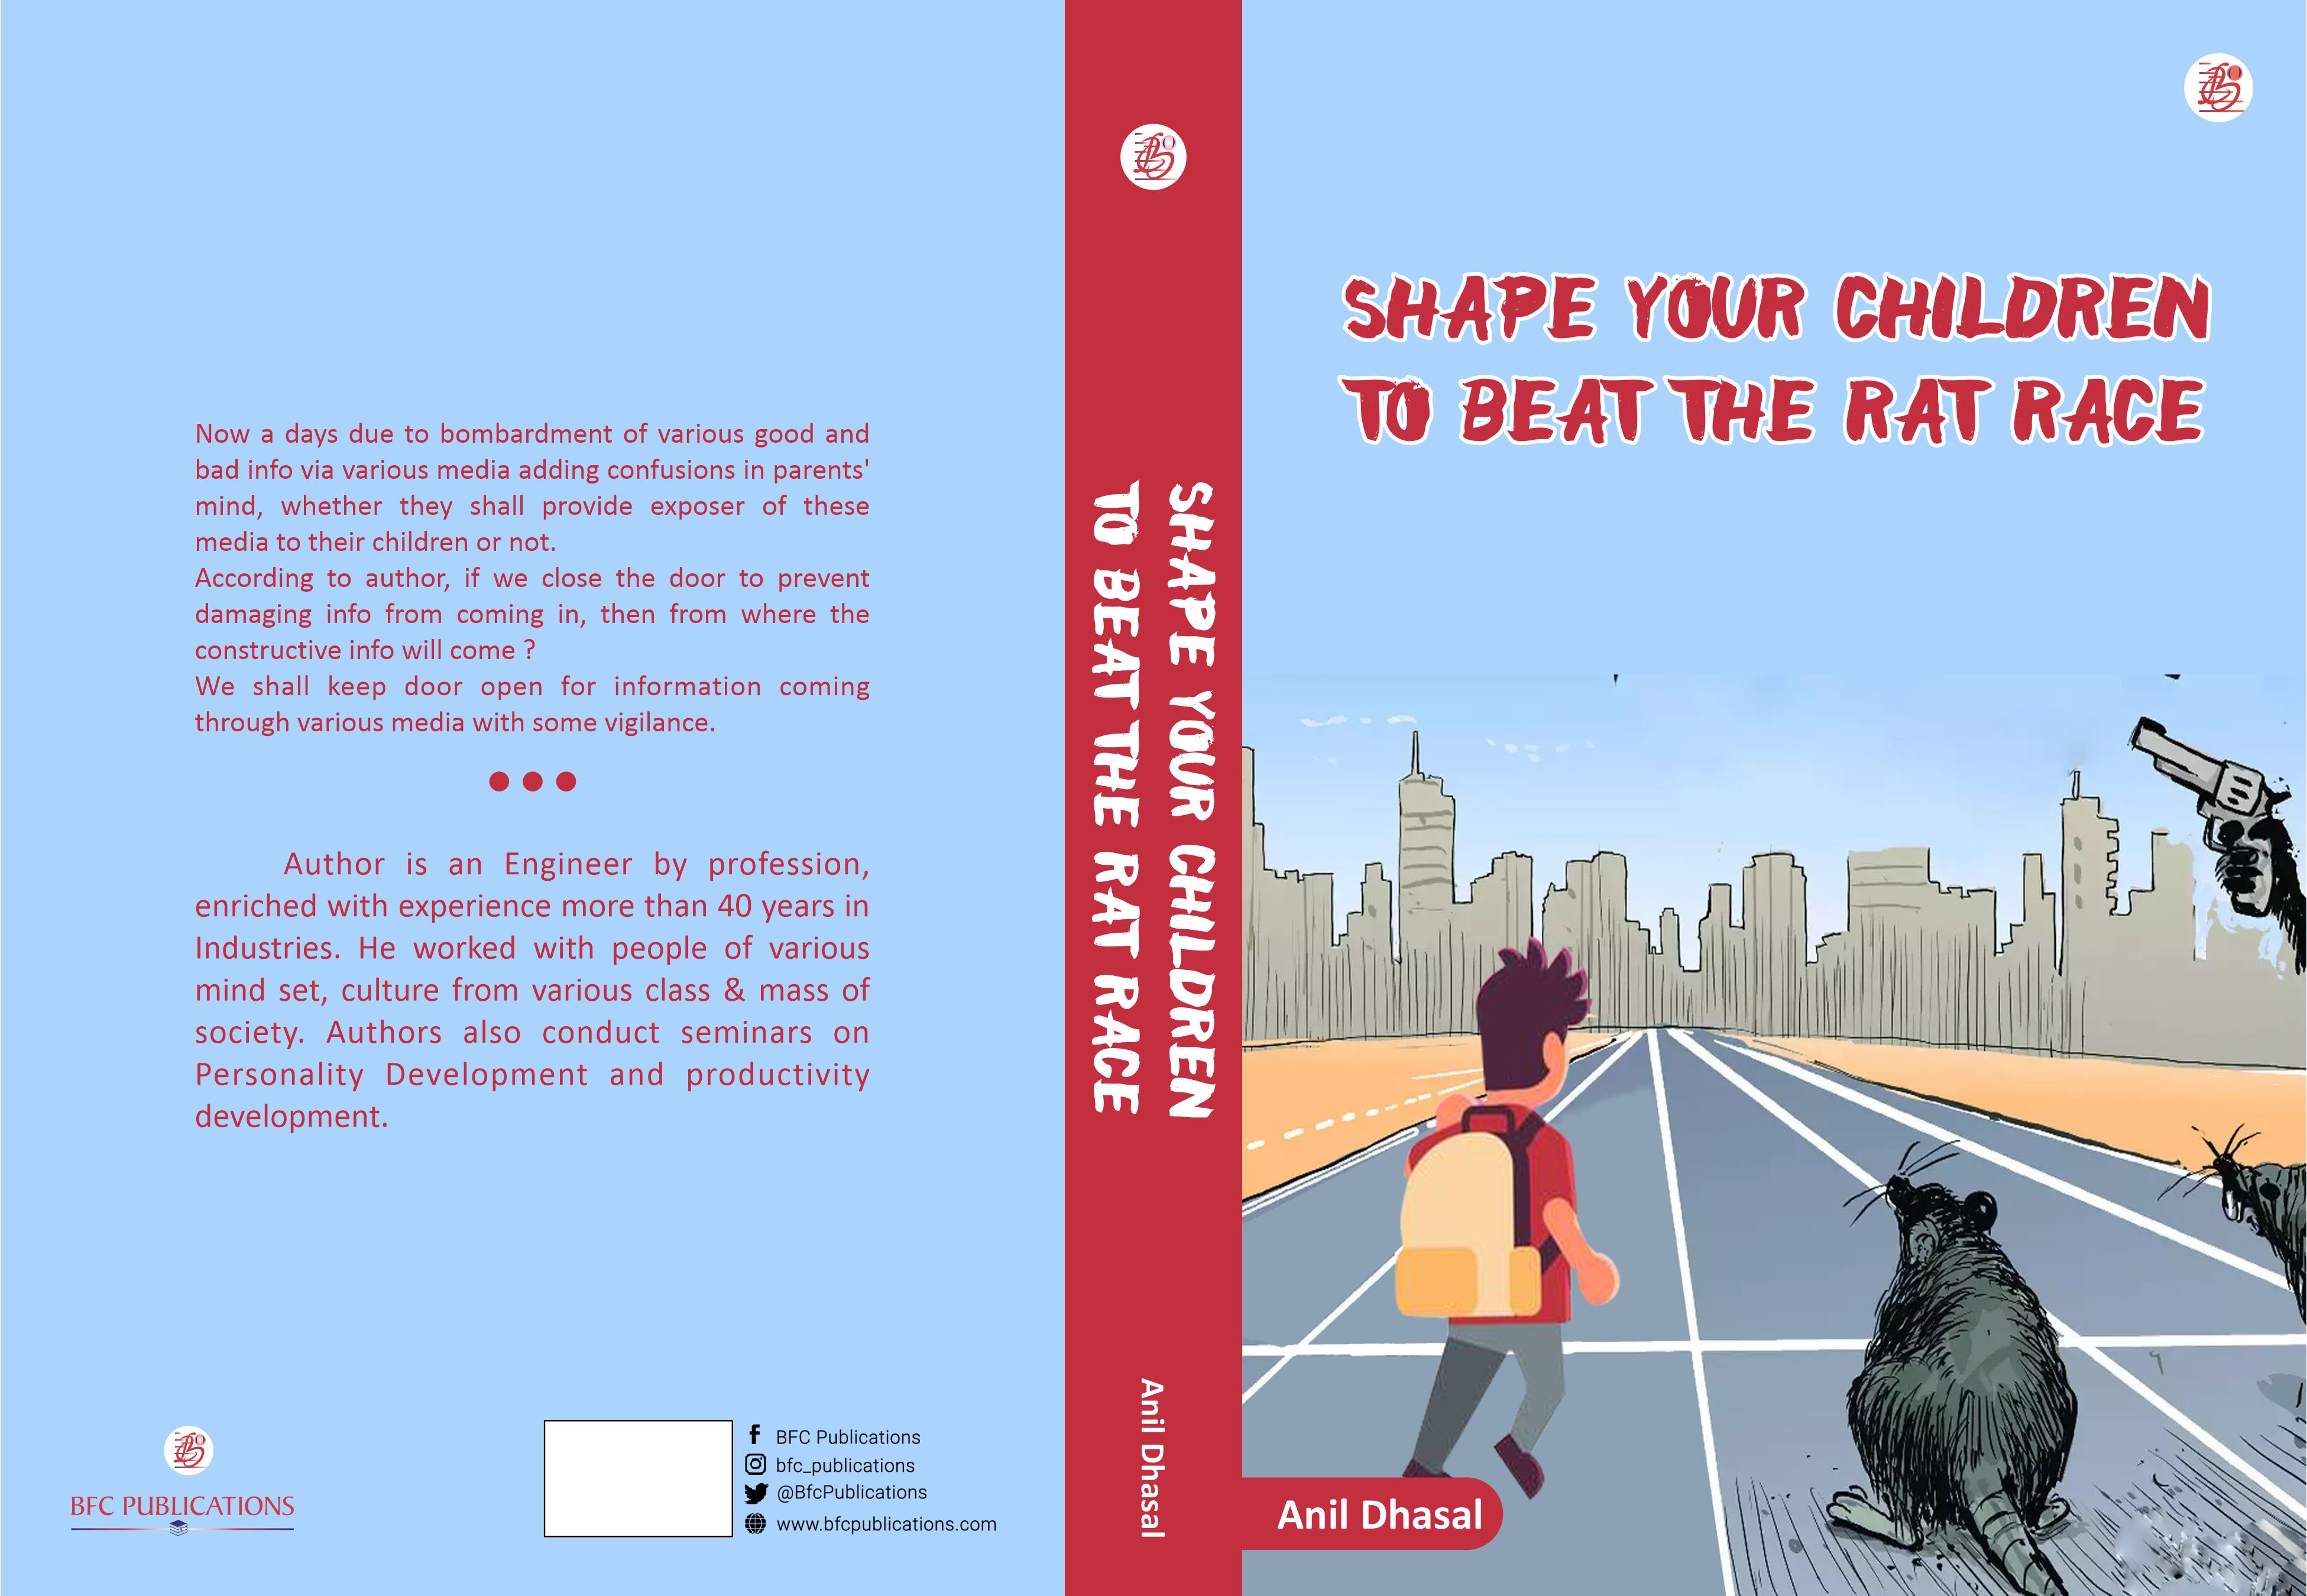 Now a days due to bombardment of various good and
bad info via various media adding confusions in parents'
mind, whether they shall provide exposer of these
media to their children or not.
According to author, if we close the door to prevent
damaging info from coming in, then from where the
constructive info will come ?
We shall keep door open for information coming
through various media with some vigilance.
Author is an Engineer by profession,
enriched with experience more than 40 years in
Industries. He worked with people of various
mind set, culture from various class & mass of
society. Authors also conduct seminars on
Personality Development and productivity
development.
BFC PUBLICATIONS
BFC Publications
bfc_publications
@BfcPublications
www.bfcpublications.com
SHAPE YOUR CHILDREN
TO BEAT THE RAT RACE
Anil Dhasal
SHAPE YOUR CHILDREN
TO BEAT THE RAT RACE
Anil Dhasal